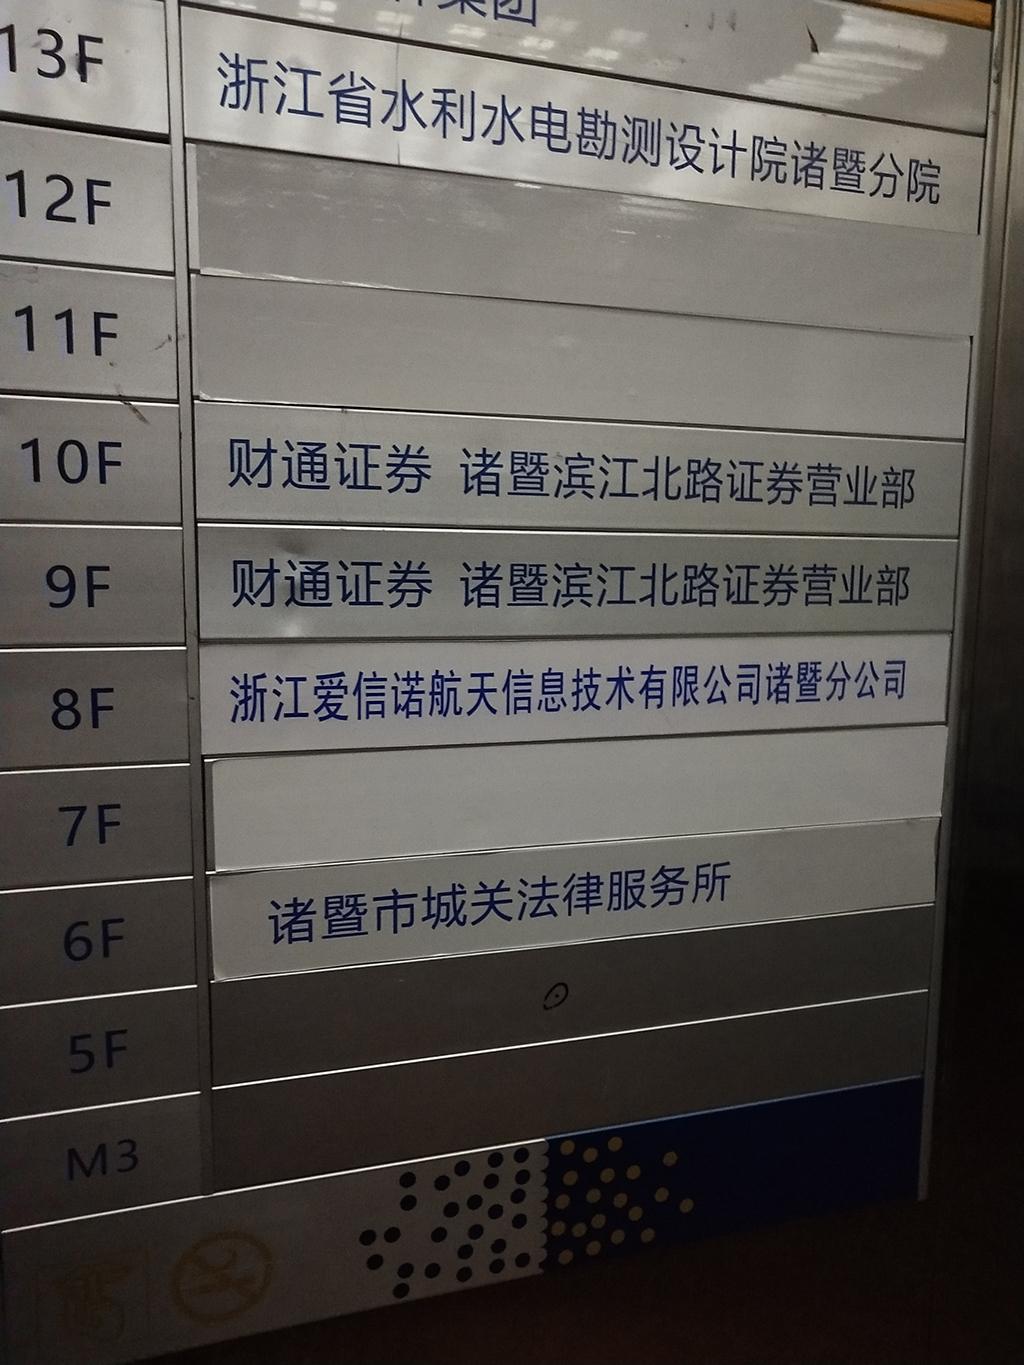 集团
13F 浙江省水利水电勘测设计院诸暨分院
12F
11F
10F 财通证券 诸暨滨江北路证券营业部
9F 财通证券 诸暨滨江北路证券营业部
8F 浙江爱信诺航天信息技术有限公司诸暨分公司
7F
6F 诸暨市城关法律服务所
5F
M3